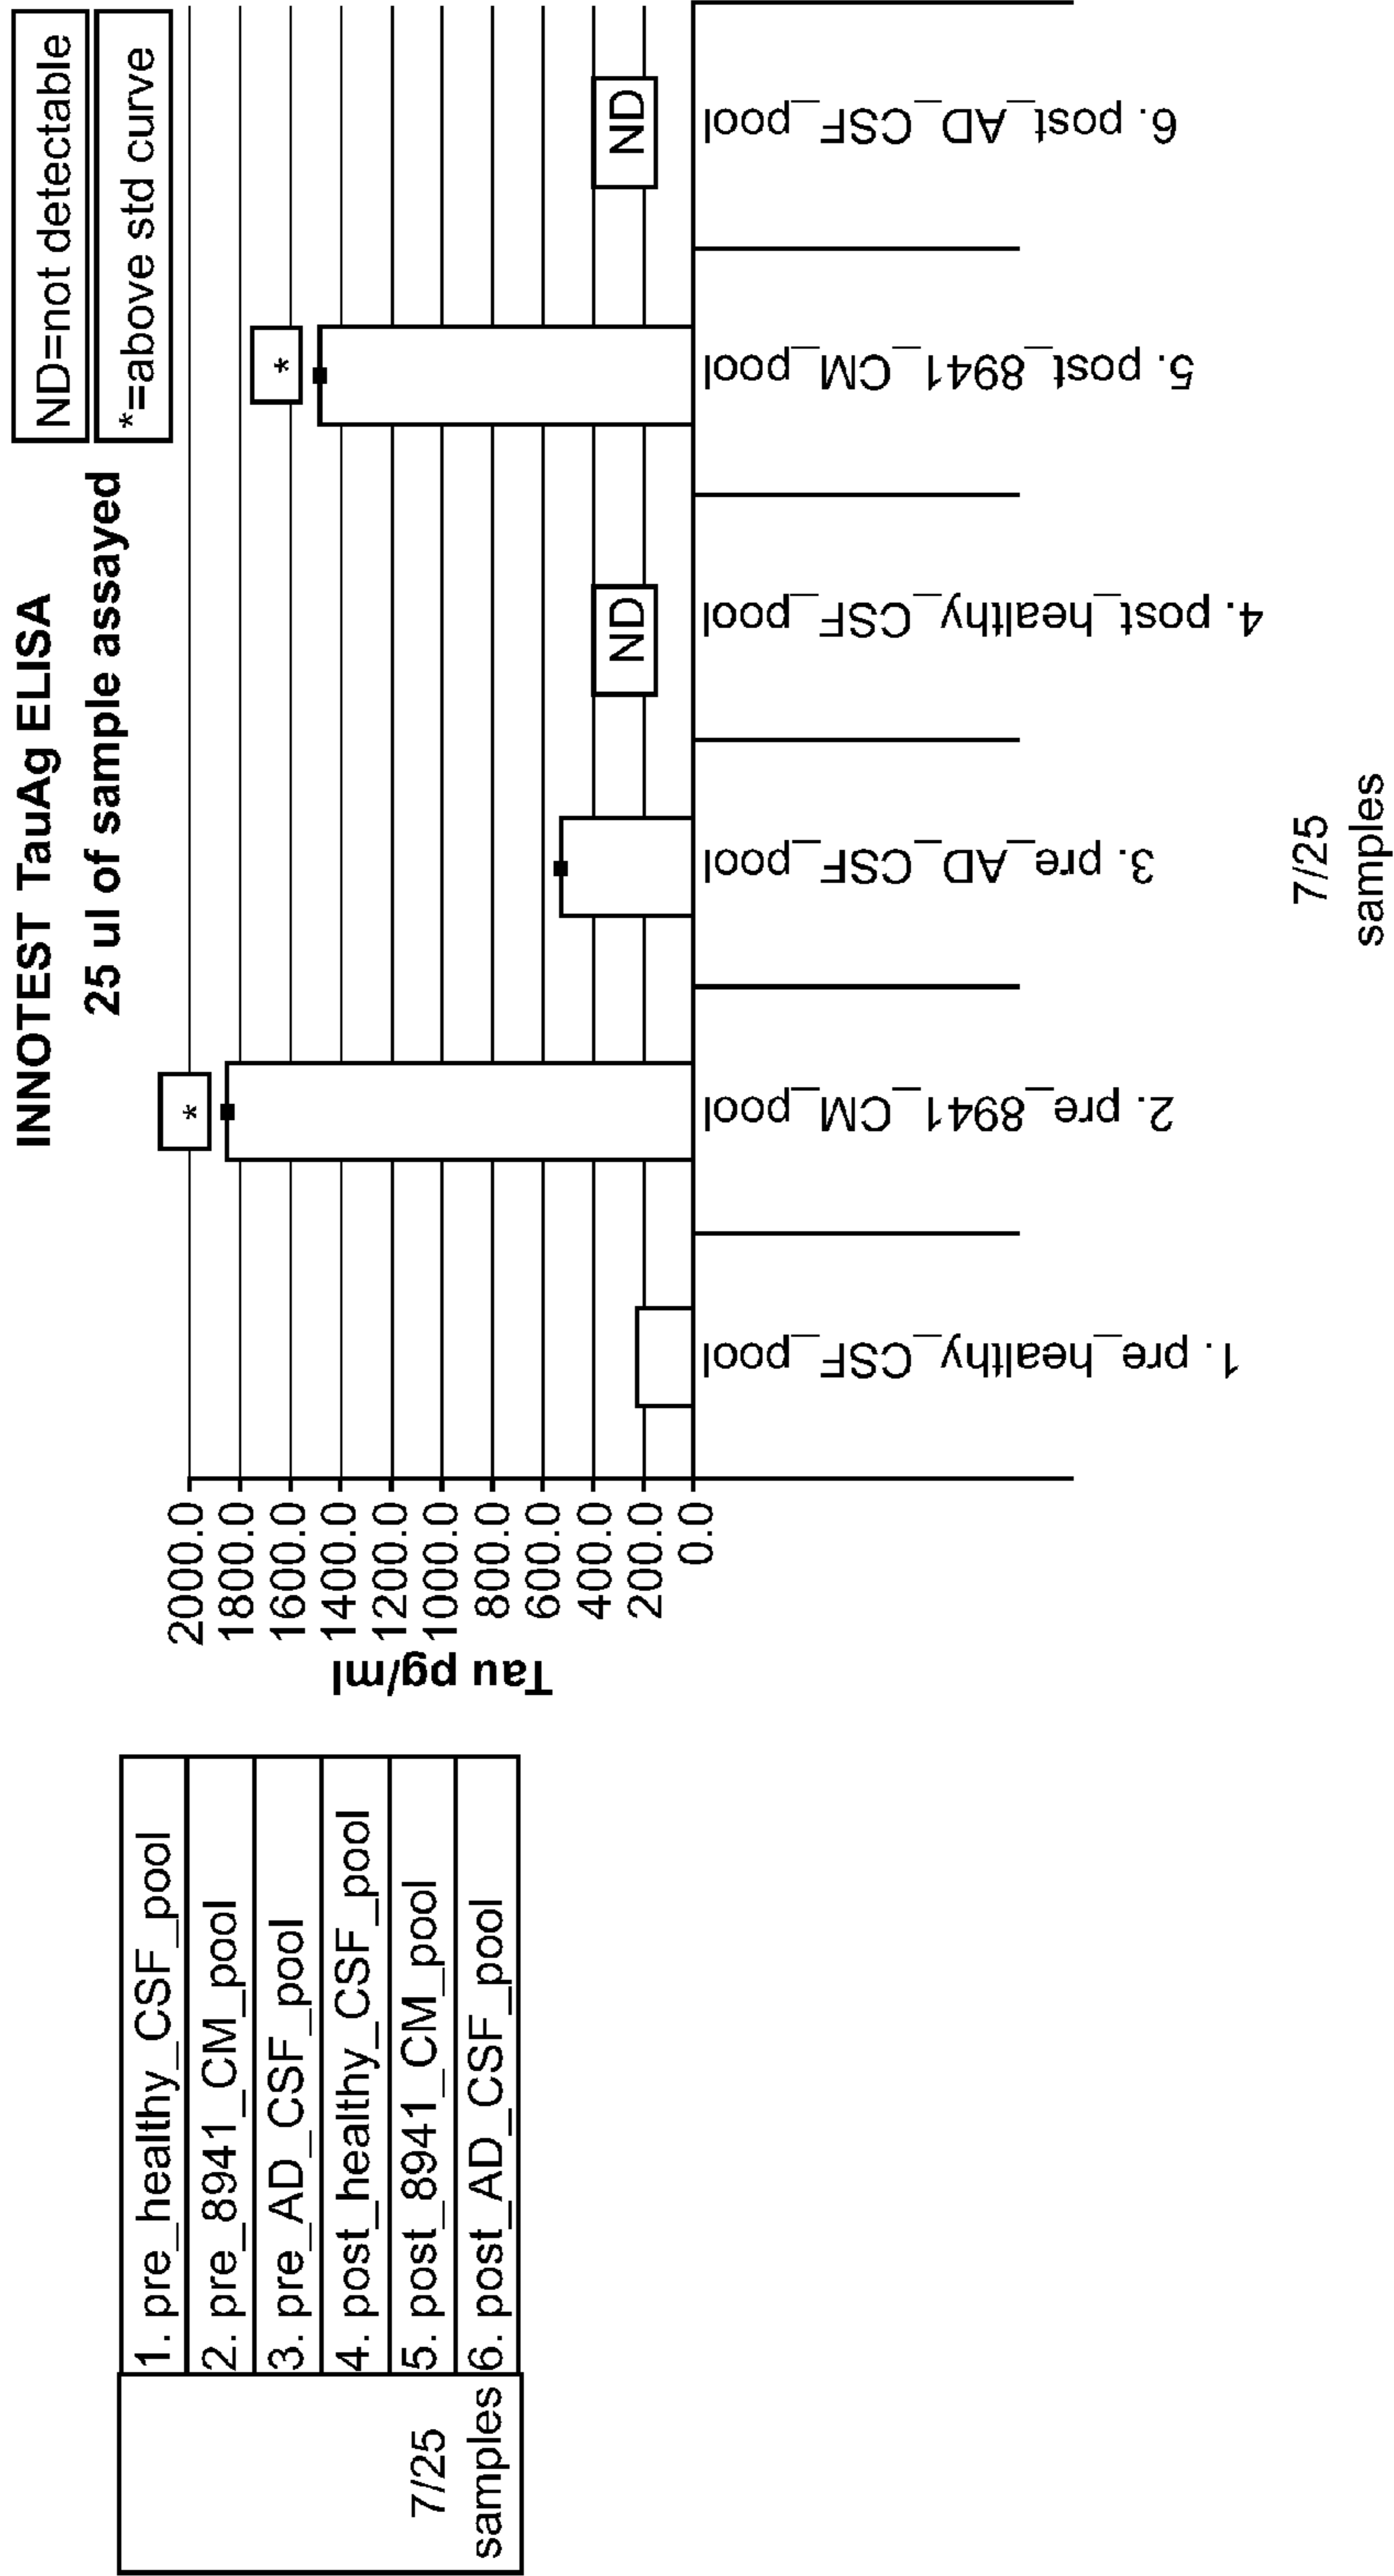 7/25
samples
1. pre_healthy_CSF_pool
2. pre_8941_CM_pool
3. pre_AD_CSF_pool
4. post_healthy_CSF_pool
5. post_8941_CM_pool
6. post_AD_CSF_pool
INNOTEST TauAg ELISA
25 ul of sample assayed
ND=not detectable
*=above std curve
Tau pg/ml
2000.0
1800.0
1600.0
1400.0
1200.0
1000.0
800.0
600.0
400.0
200.0
0.0
*
ND
*
ND
1. pre_healthy_CSF_pool
2. pre_8941_CM_pool
3. pre_AD_CSF_pool
4. post_healthy_CSF_pool
5. post_8941_CM_pool
6. post_AD_CSF_pool
7/25
samples